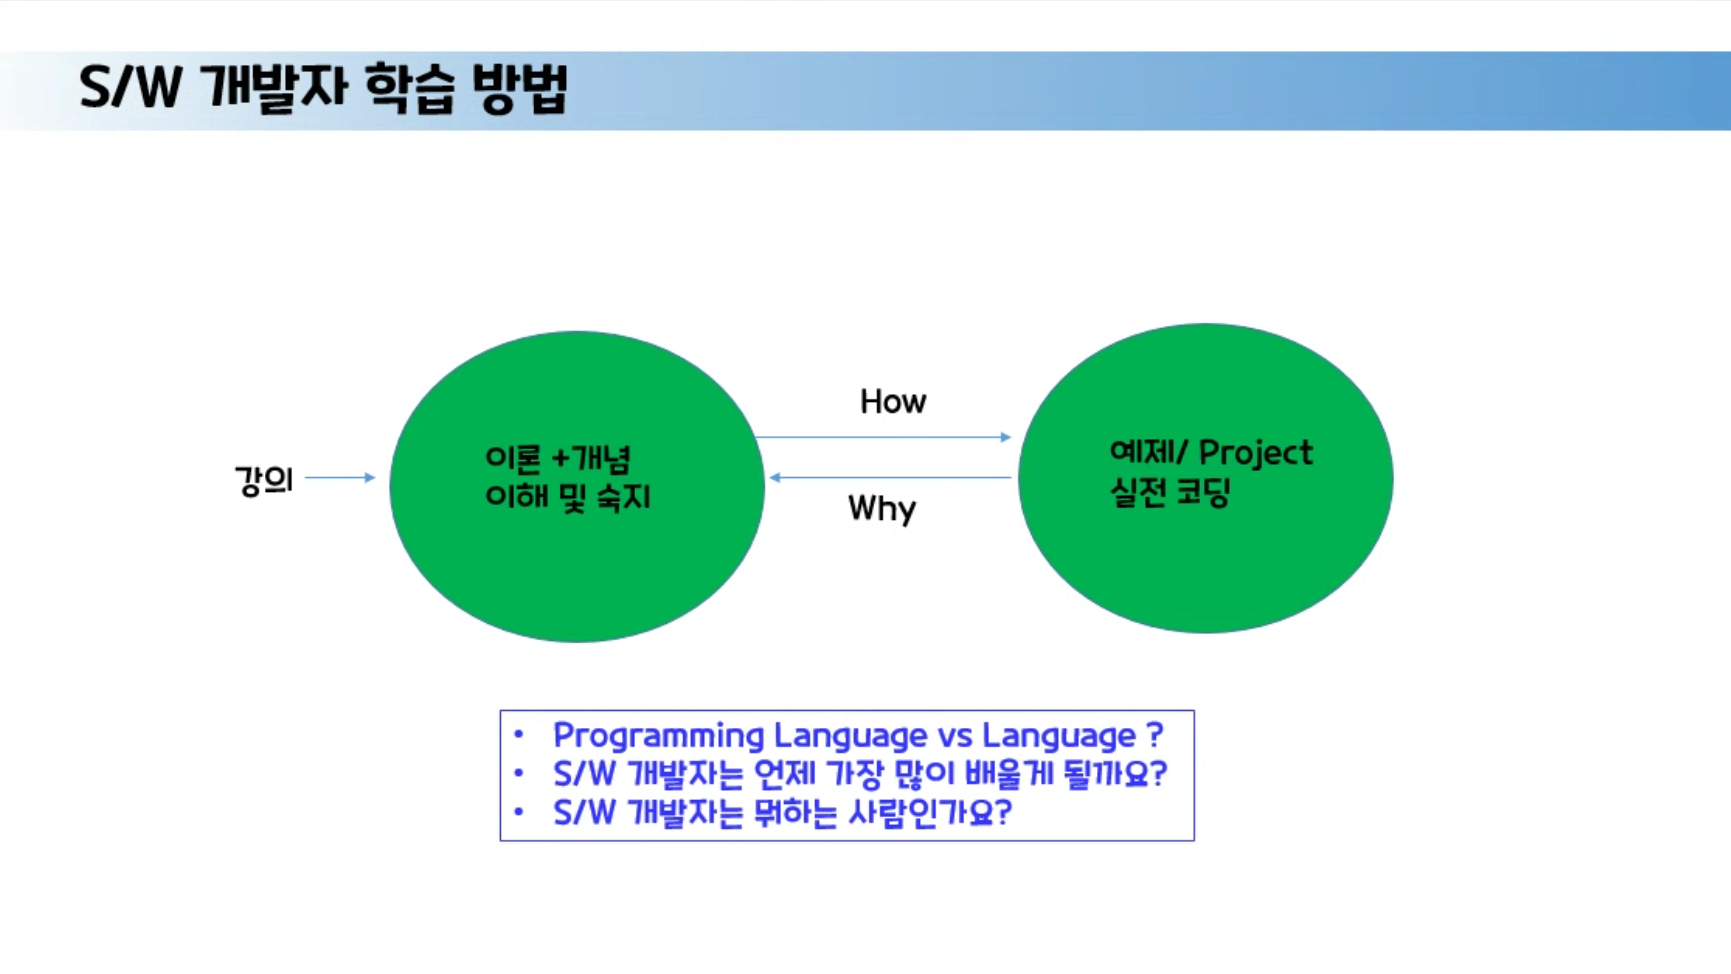 S/W 개발자 학습 방법
강의
이론 +개념
이해 및 숙지
How
Why
예제/ Project
실전 코딩
• Programming Language vs Language ?
• S/W 개발자는 언제 가장 많이 배울게 될까요?
• S/W 개발자는 뭐하는 사람인가요?